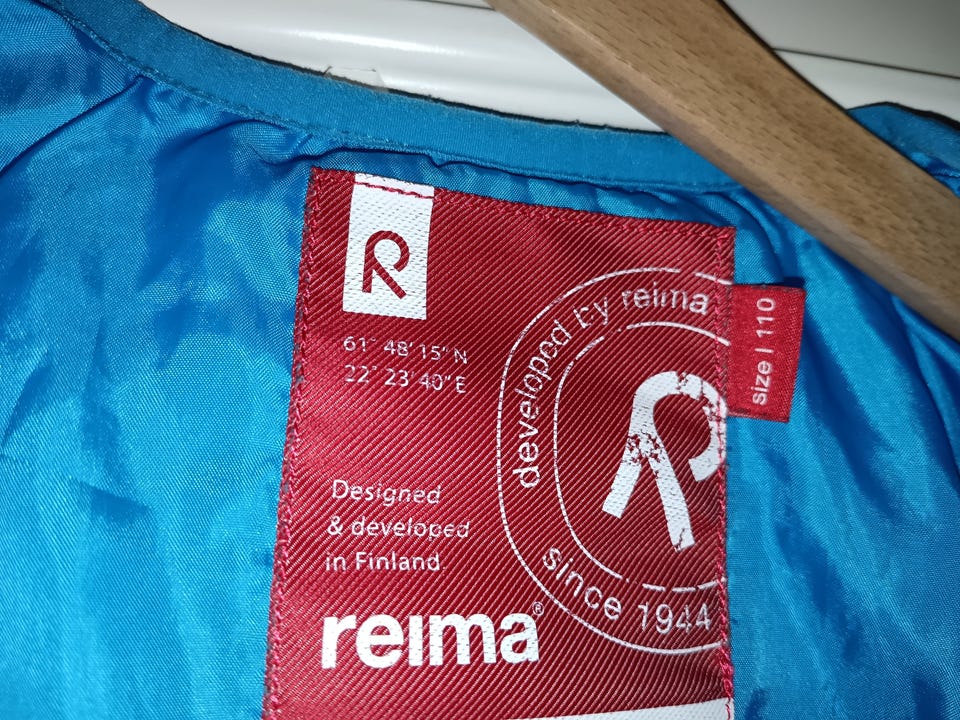 R
61° 48' 15" N
22° 23' 40" E
Designed
& developed
in Finland
reima®
developed by reima
R
since 1944
size | 110